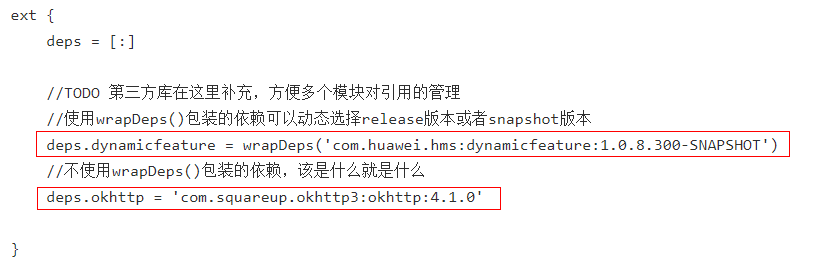 ext {
deps = [:]
//TODO 第三方库在这里补充，方便多个模块对引用的管理
//使用wrapDeps()包装的依赖可以动态选择release版本或者snapshot版本
deps.dynamicfeature = wrapDeps('com.huawei.hms:dynamicfeature:1.0.8.300-SNAPSHOT')
//不使用wrapDeps()包装的依赖，该是什么就是什么
deps.okhttp = 'com.squareup.okhttp3:okhttp:4.1.0'
}